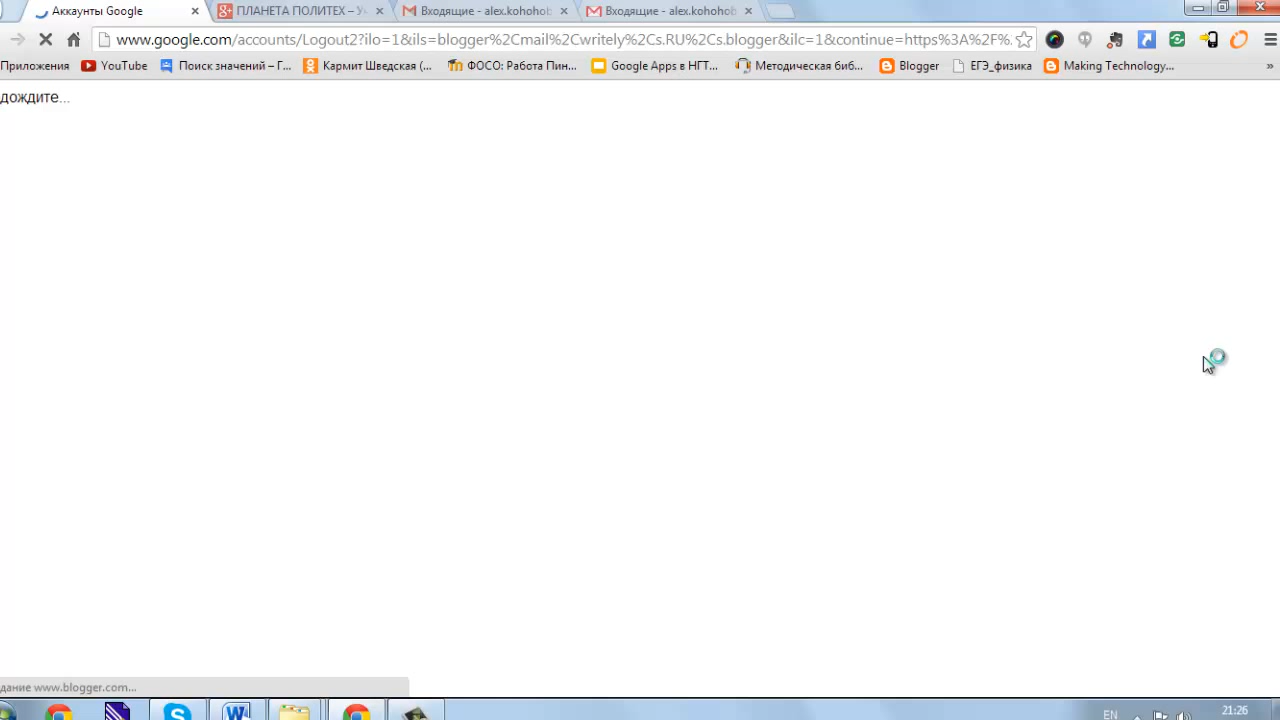 Аккаунты Google
ПЛАНЕТА ПОЛИТЕХ – У
Входящие - alex.kohohob
Входящие - alex.kohohob
www.google.com/accounts/Logout2?ilo=1&ils=blogger%2Cmail%2Cwritely%2Cs.RU%2Cs.blogger&ilc=1&continue=https%3A%2F%.
Приложения
YouTube
Поиск значений – Г...
Кармит Шведская (...
ФОСО: Работа Пин...
Google Apps в НГТ...
Методическая биб...
Blogger
ЕГЭ_физика
Making Technology...
»
дождите...
дание www.blogger.com...
EN
21:26